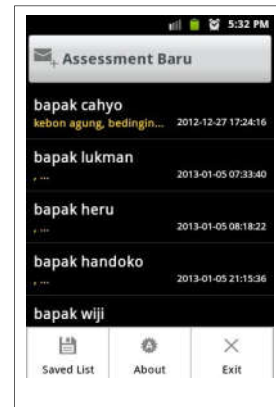 5:32 PM
Assessment Baru
bapak cahyo
kebon agung, bedingin... 2012-12-27 17:24:16
bapak lukman
, ... 2013-01-05 07:33:40
bapak heru
, ... 2013-01-05 08:18:22
bapak handoko
, ... 2013-01-05 21:15:36
bapak wiji
Saved List About Exit